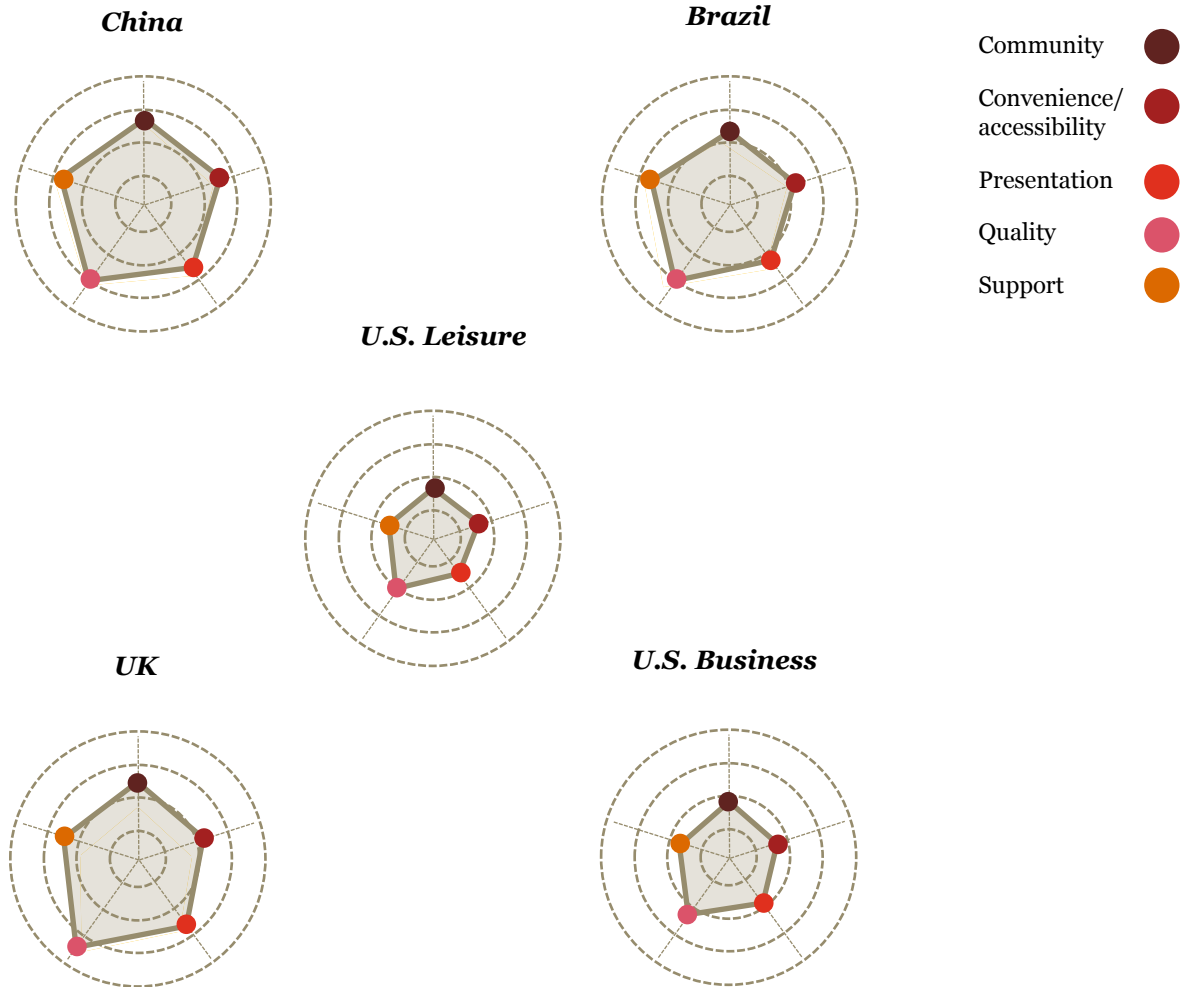 China
Brazil
Community
Convenience/
accessibility
Presentation
Quality
Support
U.S. Leisure
UK
U.S. Business